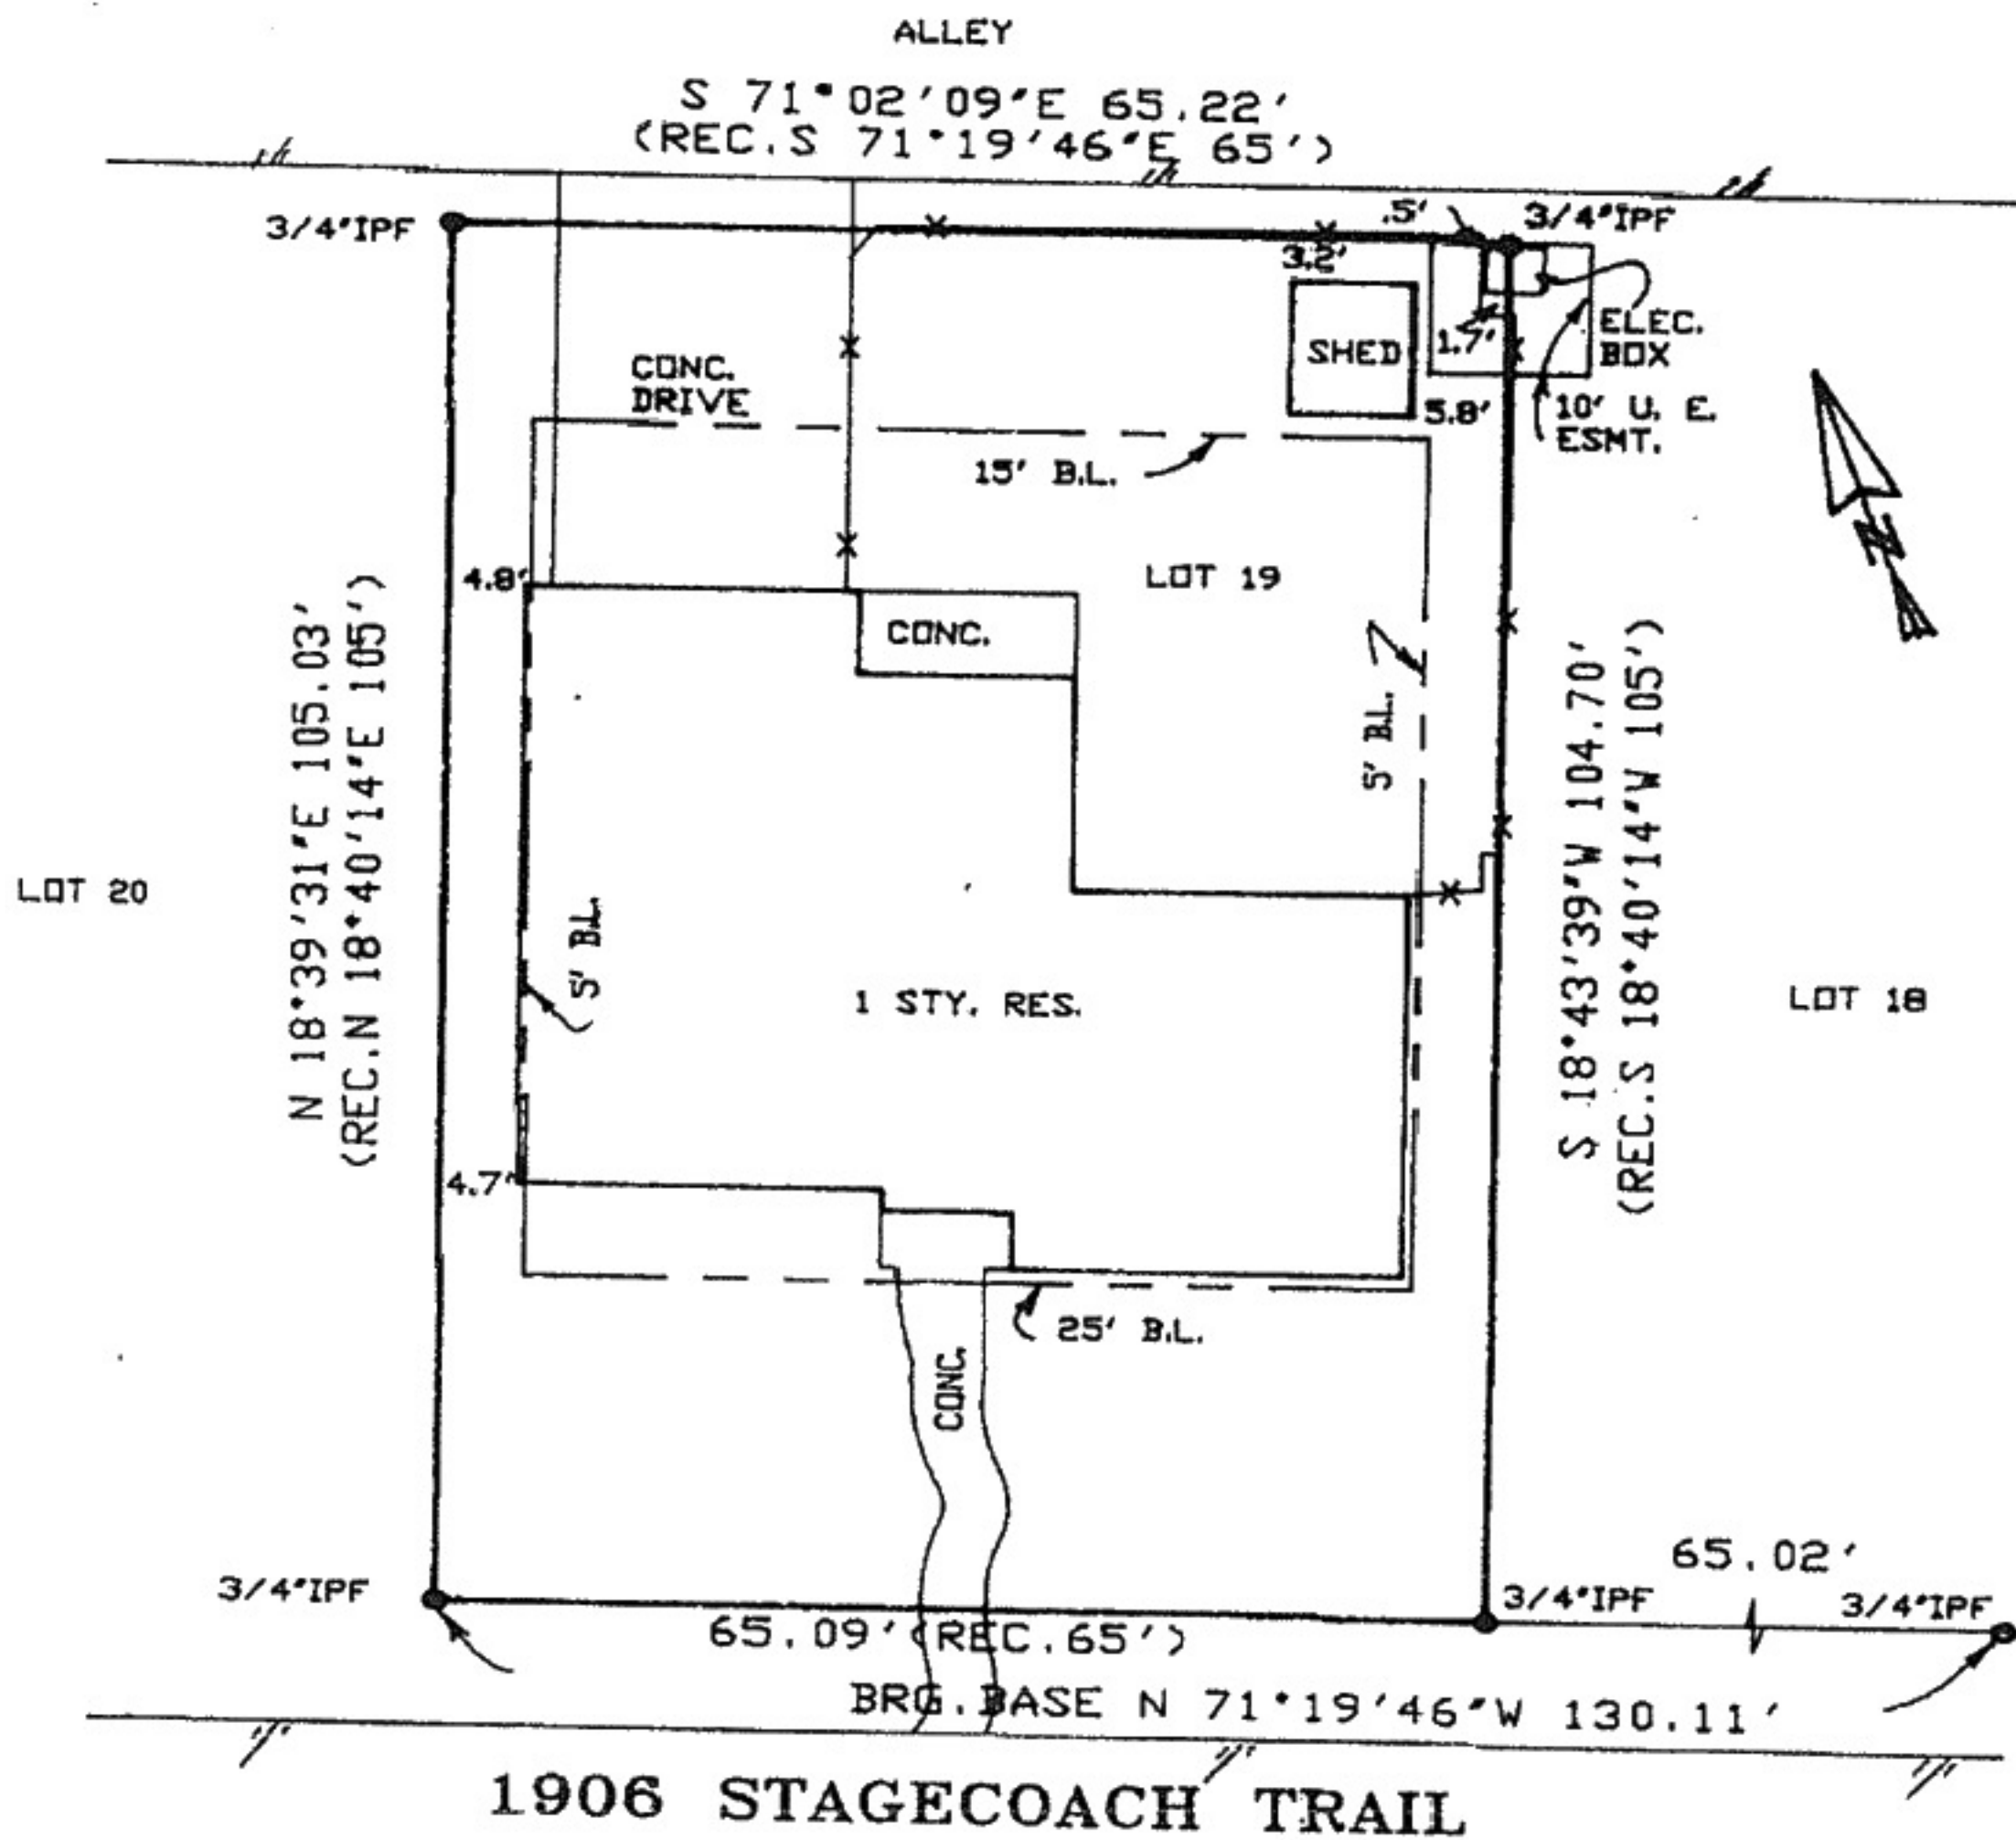 ALLEY
S 71°02'09"E 65.22'
(REC.S 71°19'46"E 65')
3/4"IPF
.5'
3/4"IPF
3.2'
SHED
1.7'
ELEC.
BOX
5.8'
10' U. E.
ESMT.
CONC.
DRIVE
15' B.L.
4.8'
LOT 19
CONC.
N
N 18°39'31"E 105.03'
(REC.N 18°40'14"E 105')
5' B.L.
S 18°43'39"W 104.70'
(REC.S 18°40'14"W 105')
LOT 20
5' B.L.
1 STY. RES.
LOT 18
4.7'
25' B.L.
CONC.
65.02'
3/4"IPF
3/4"IPF
3/4"IPF
65.09'(REC.65')
BRG.BASE N 71°19'46"W 130.11'
1906 STAGECOACH TRAIL